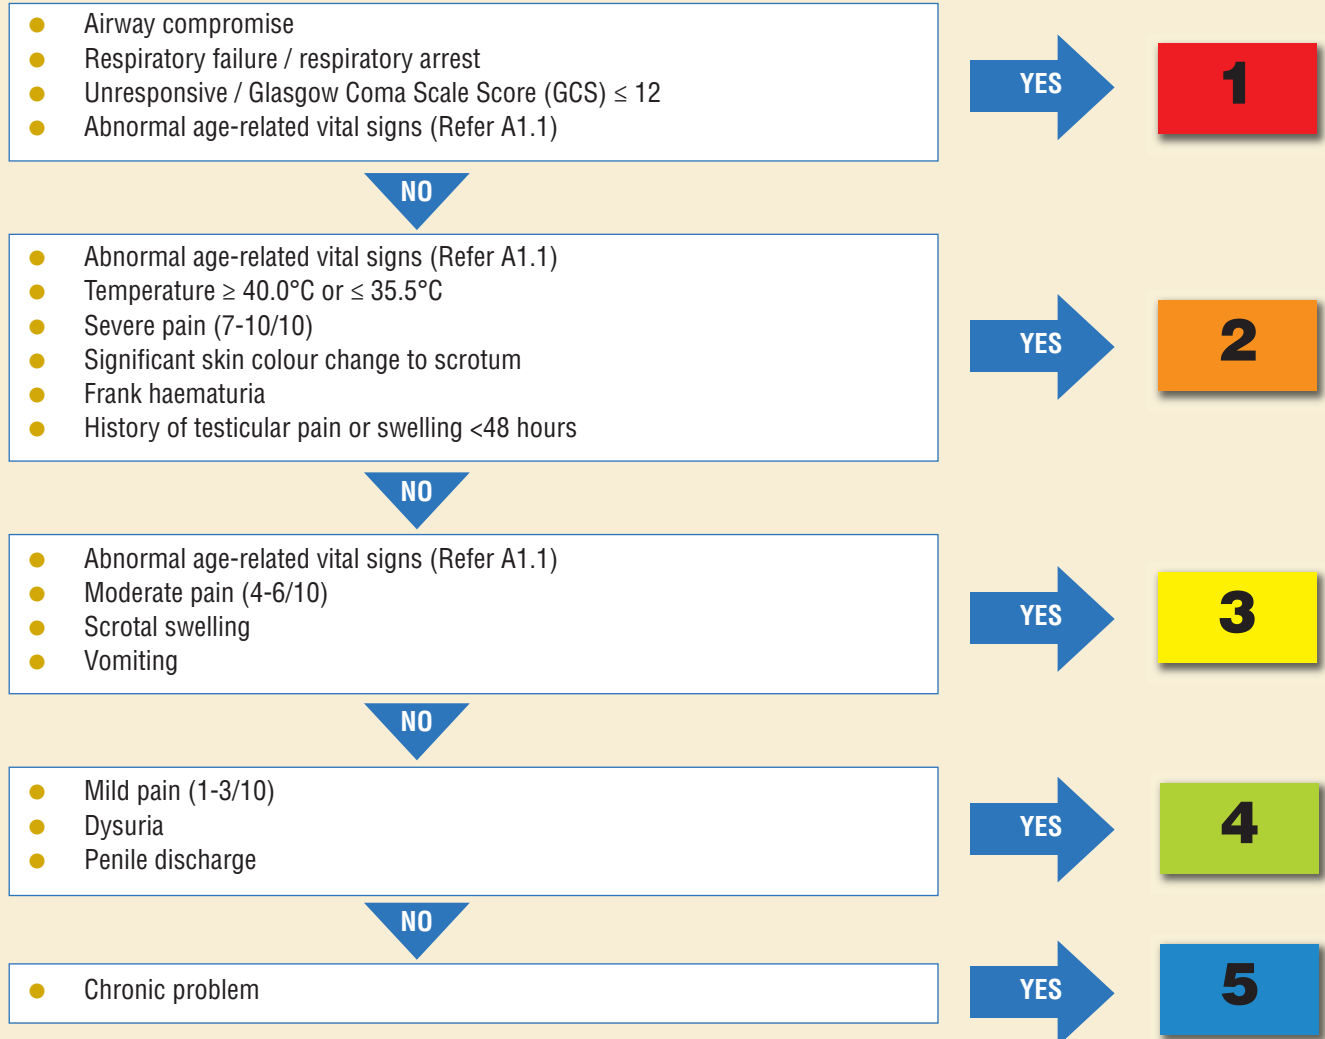 ● Airway compromise
● Respiratory failure / respiratory arrest
● Unresponsive / Glasgow Coma Scale Score (GCS) ≤ 12
● Abnormal age-related vital signs (Refer A1.1)
YES
1
NO
● Abnormal age-related vital signs (Refer A1.1)
● Temperature ≥ 40.0°C or ≤ 35.5°C
● Severe pain (7-10/10)
● Significant skin colour change to scrotum
● Frank haematuria
● History of testicular pain or swelling <48 hours
YES
2
NO
● Abnormal age-related vital signs (Refer A1.1)
● Moderate pain (4-6/10)
● Scrotal swelling
● Vomiting
YES
3
NO
● Mild pain (1-3/10)
● Dysuria
● Penile discharge
YES
4
NO
● Chronic problem
YES
5